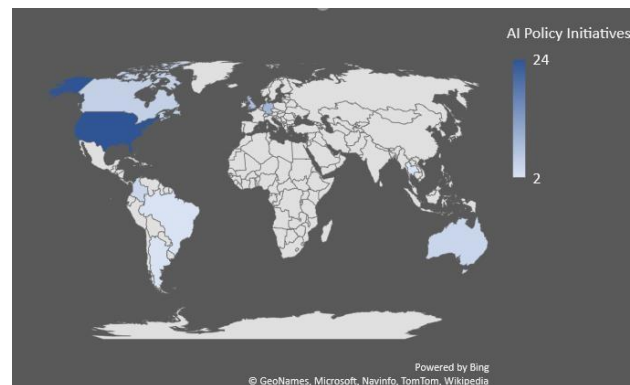 AI Policy Initiatives
24
2
Powered by Bing
© GeoNames, Microsoft, Navinfo, TomTom, Wikipedia